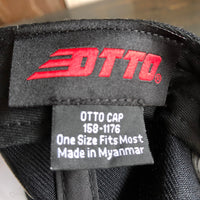 OTTO®
OTTO CAP
158-1176
One Size Fits Most
Made in Myanmar